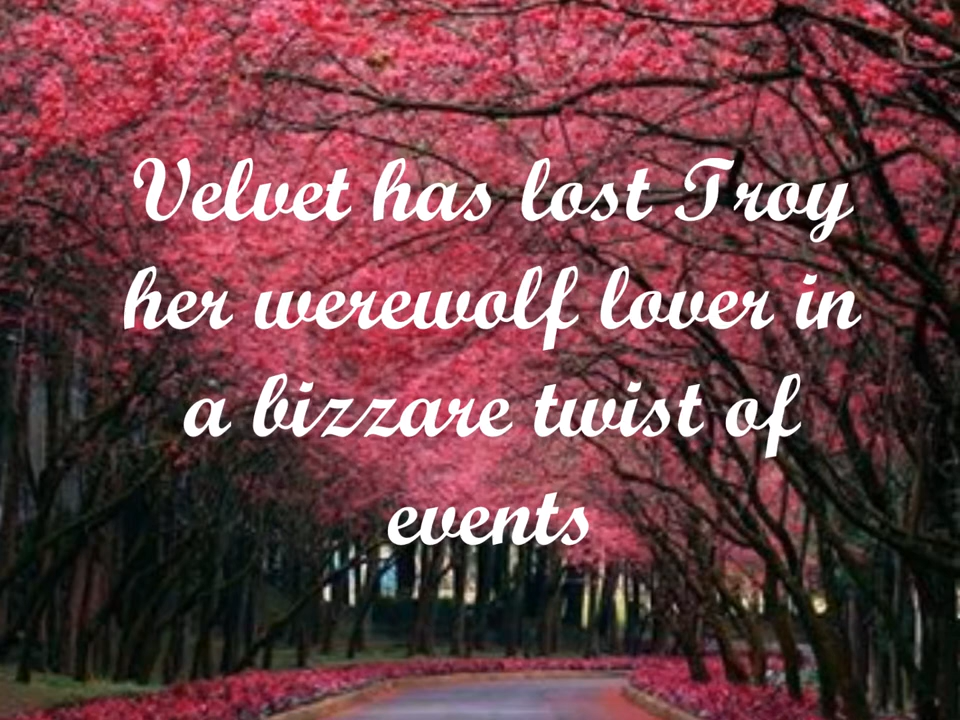 Velvet has lost Troy
her werewolf lover in
a bizzare twist of
events